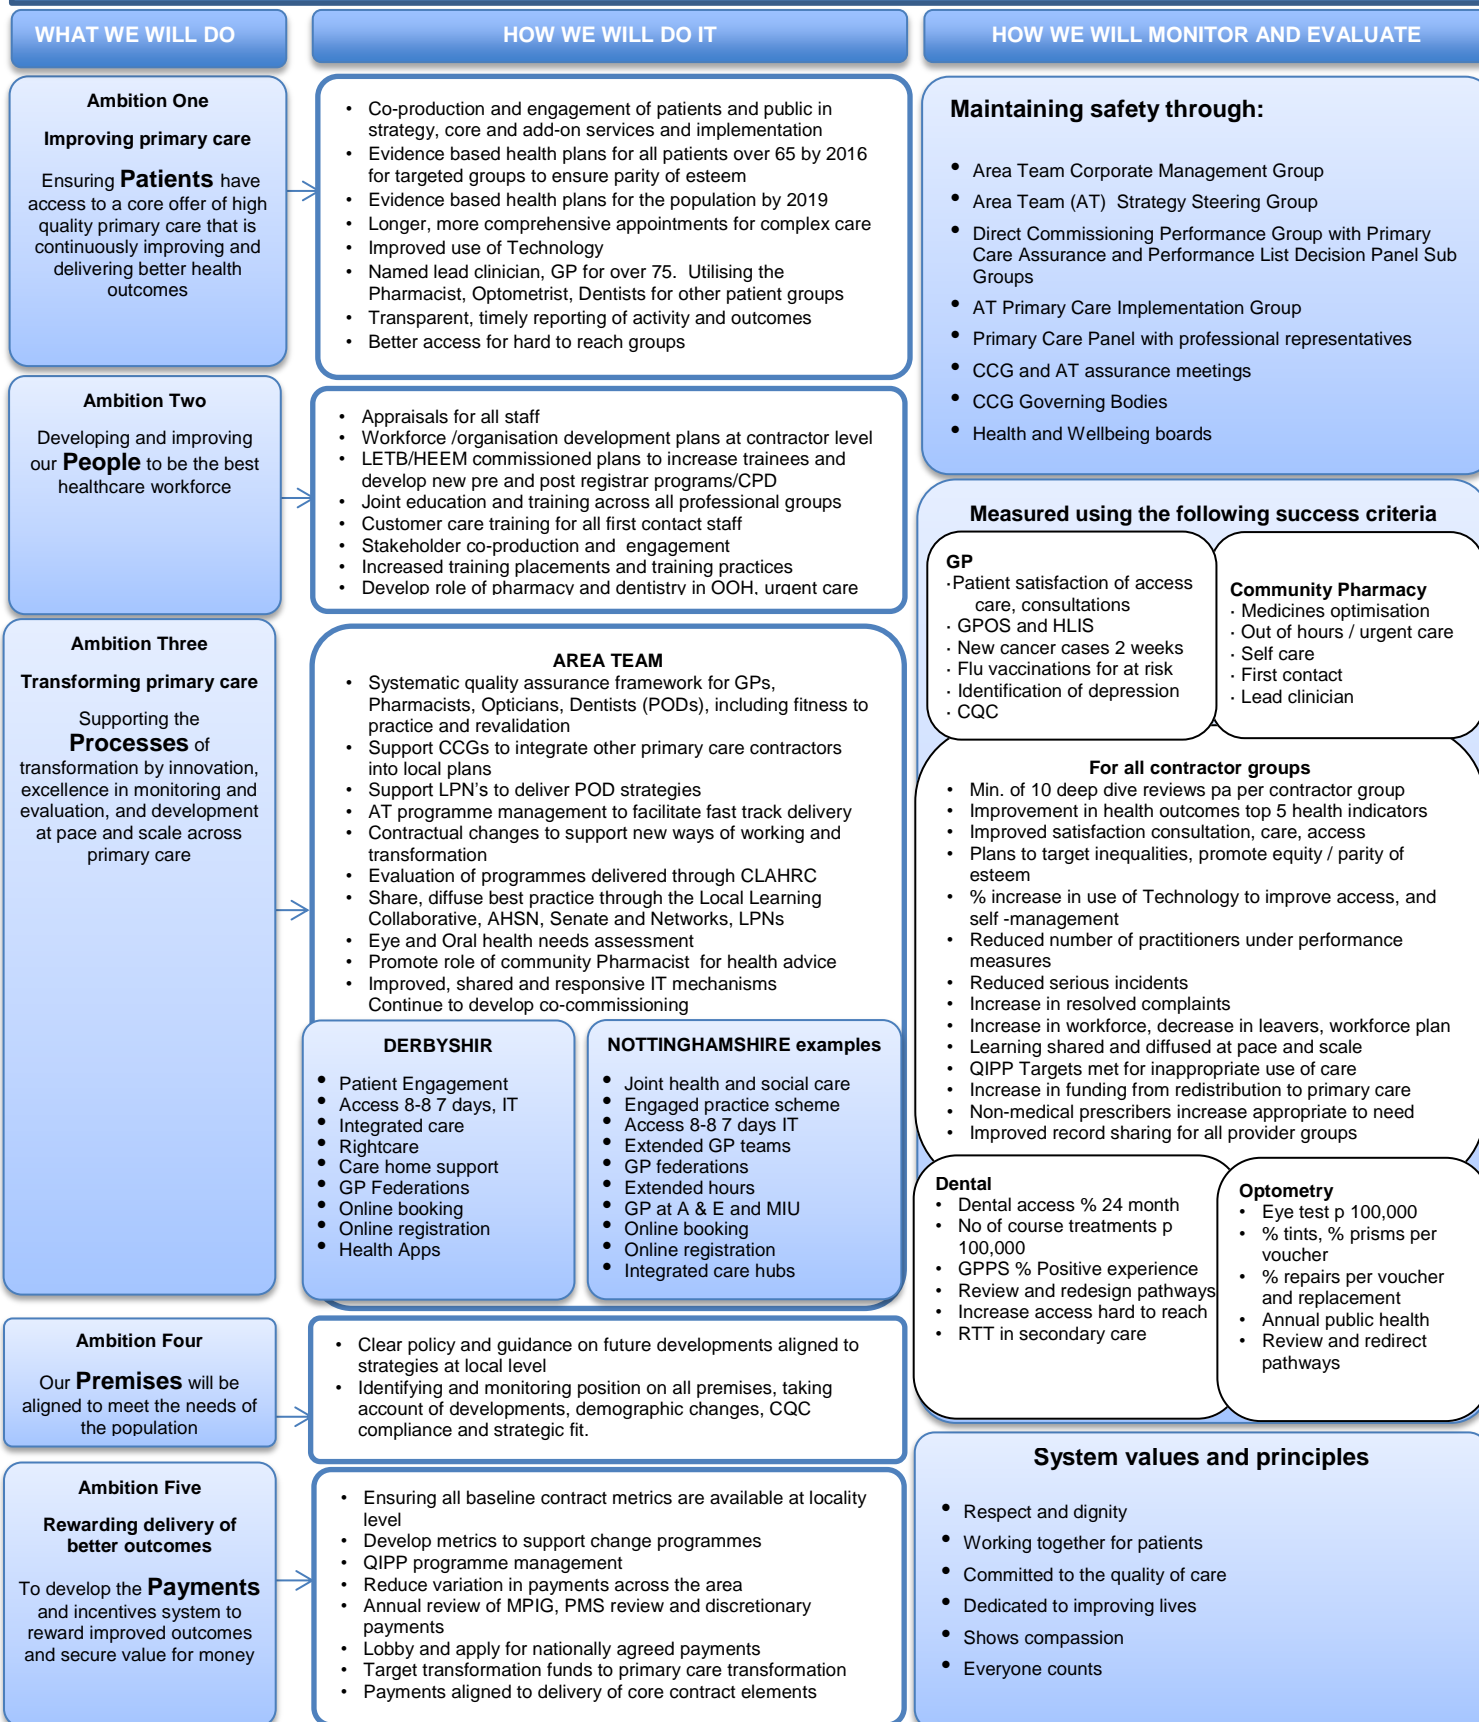 WHAT WE WILL DO
HOW WE WILL DO IT
HOW WE WILL MONITOR AND EVALUATE
Ambition One
Improving primary care
Ensuring Patients have
access to a core offer of high
quality primary care that is
continuously improving and
delivering better health
outcomes
• Co-production and engagement of patients and public in
strategy, core and add-on services and implementation
• Evidence based health plans for all patients over 65 by 2016
for targeted groups to ensure parity of esteem
• Evidence based health plans for the population by 2019
• Longer, more comprehensive appointments for complex care
• Improved use of Technology
• Named lead clinician, GP for over 75. Utilising the
Pharmacist, Optometrist, Dentists for other patient groups
• Transparent, timely reporting of activity and outcomes
• Better access for hard to reach groups
Ambition Two
Developing and improving
our People to be the best
healthcare workforce
• Appraisals for all staff
• Workforce /organisation development plans at contractor level
• LETB/HEEM commissioned plans to increase trainees and
develop new pre and post registrar programs/CPD
• Joint education and training across all professional groups
• Customer care training for all first contact staff
• Stakeholder co-production and engagement
• Increased training placements and training practices
• Develop role of pharmacy and dentistry in OOH, urgent care
Ambition Three
Transforming primary care
Supporting the
Processes of
transformation by innovation,
excellence in monitoring and
evaluation, and development
at pace and scale across
primary care
AREA TEAM
• Systematic quality assurance framework for GPs,
Pharmacists, Opticians, Dentists (PODs), including fitness to
practice and revalidation
• Support CCGs to integrate other primary care contractors
into local plans
• Support LPN's to deliver POD strategies
• AT programme management to facilitate fast track delivery
• Contractual changes to support new ways of working and
transformation
• Evaluation of programmes delivered through CLAHRC
• Share, diffuse best practice through the Local Learning
Collaborative, AHSN, Senate and Networks, LPNs
• Eye and Oral health needs assessment
• Promote role of community Pharmacist for health advice
• Improved, shared and responsive IT mechanisms
Continue to develop co-commissioning
DERBYSHIR
• Patient Engagement
• Access 8-8 7 days, IT
• Integrated care
• Rightcare
• Care home support
• GP Federations
• Online booking
• Online registration
• Health Apps
NOTTINGHAMSHIRE examples
• Joint health and social care
• Engaged practice scheme
• Access 8-8 7 days IT
• Extended GP teams
• GP federations
• Extended hours
• GP at A & E and MIU
• Online booking
• Online registration
• Integrated care hubs
Ambition Four
Our Premises will be
aligned to meet the needs of
the population
• Clear policy and guidance on future developments aligned to
strategies at local level
• Identifying and monitoring position on all premises, taking
account of developments, demographic changes, CQC
compliance and strategic fit.
Ambition Five
Rewarding delivery of
better outcomes
To develop the Payments
and incentives system to
reward improved outcomes
and secure value for money
• Ensuring all baseline contract metrics are available at locality
level
• Develop metrics to support change programmes
• QIPP programme management
• Reduce variation in payments across the area
• Annual review of MPIG, PMS review and discretionary
payments
• Lobby and apply for nationally agreed payments
• Target transformation funds to primary care transformation
• Payments aligned to delivery of core contract elements
Maintaining safety through:
• Area Team Corporate Management Group
• Area Team (AT) Strategy Steering Group
• Direct Commissioning Performance Group with Primary
Care Assurance and Performance List Decision Panel Sub
Groups
• AT Primary Care Implementation Group
• Primary Care Panel with professional representatives
• CCG and AT assurance meetings
• CCG Governing Bodies
• Health and Wellbeing boards
Measured using the following success criteria
GP
·Patient satisfaction of access
care, consultations
· GPOS and HLIS
· New cancer cases 2 weeks
· Flu vaccinations for at risk
· Identification of depression
· CQC
Community Pharmacy
· Medicines optimisation
· Out of hours / urgent care
· Self care
· First contact
· Lead clinician
For all contractor groups
• Min. of 10 deep dive reviews pa per contractor group
• Improvement in health outcomes top 5 health indicators
• Improved satisfaction consultation, care, access
• Plans to target inequalities, promote equity / parity of
esteem
• % increase in use of Technology to improve access, and
self -management
• Reduced number of practitioners under performance
measures
• Reduced serious incidents
• Increase in resolved complaints
• Increase in workforce, decrease in leavers, workforce plan
• Learning shared and diffused at pace and scale
• QIPP Targets met for inappropriate use of care
• Increase in funding from redistribution to primary care
• Non-medical prescribers increase appropriate to need
• Improved record sharing for all provider groups
Dental
• Dental access % 24 month
• No of course treatments p
100,000
• GPPS % Positive experience
• Review and redesign pathways
• Increase access hard to reach
• RTT in secondary care
Optometry
• Eye test p 100,000
• % tints, % prisms per
voucher
• % repairs per voucher
and replacement
• Annual public health
• Review and redirect
pathways
System values and principles
• Respect and dignity
• Working together for patients
• Committed to the quality of care
• Dedicated to improving lives
• Shows compassion
• Everyone counts